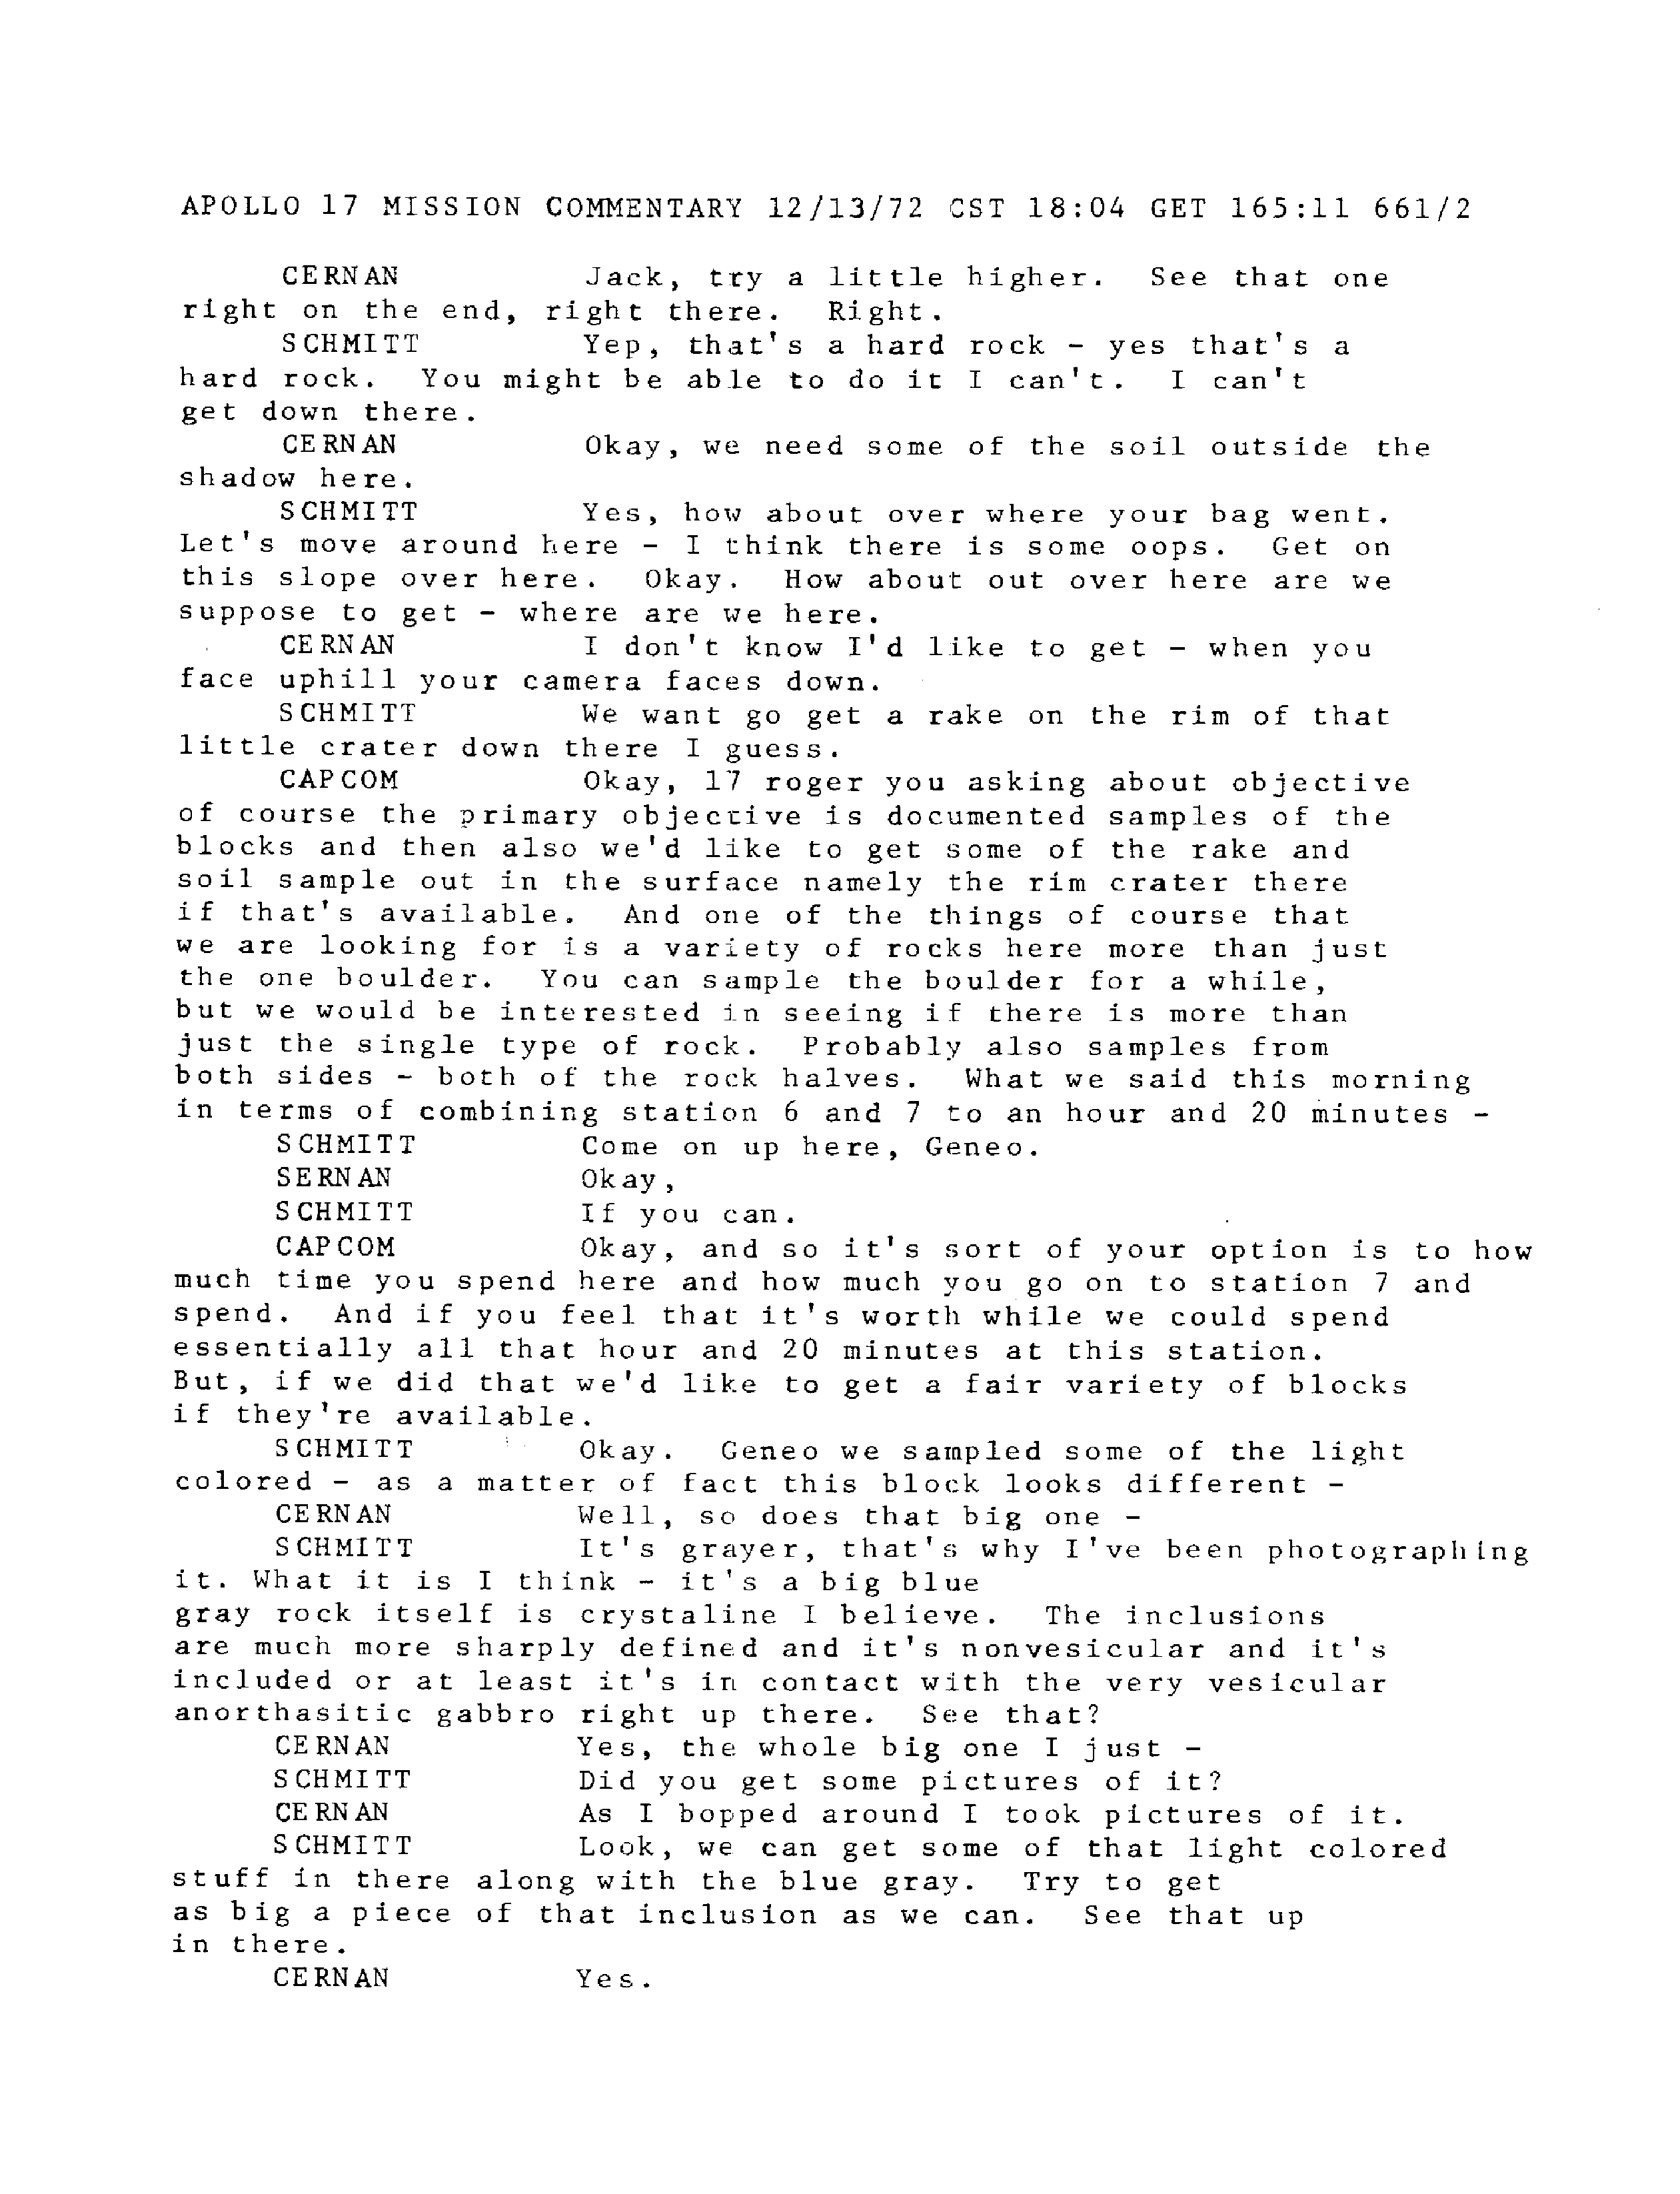 APOLLO 17 MISSION COMMENTARY 12/13/72 CST 18:04 GET 165:11 661/2
CERNAN Jack, try a little higher. See that one
right on the end, right there. Right.
SCHMITT Yep, that's a hard rock - yes that's a
hard rock. You might be able to do it I can't. I can't
get down there.
CERNAN Okay, we need some of the soil outside the
shadow here.
SCHMITT Yes, how about over where your bag went.
Let's move around here - I think there is some oops. Get on
this slope over here. Okay. How about out over here are we
suppose to get - where are we here.
CERNAN I don't know I'd like to get - when you
face uphill your camera faces down.
SCHMITT We want go get a rake on the rim of that
little crater down there I guess.
CAPCOM Okay, 17 roger you asking about objective
of course the primary objective is documented samples of the
blocks and then also we'd like to get some of the rake and
soil sample out in the surface namely the rim crater there
if that's available. And one of the things of course that
we are looking for is a variety of rocks here more than just
the one boulder. You can sample the boulder for a while,
but we would be interested in seeing if there is more than
just the single type of rock. Probably also samples from
both sides - both of the rock halves. What we said this morning
in terms of combining station 6 and 7 to an hour and 20 minutes -
SCHMITT Come on up here, Geneo.
SERNAN Okay,
SCHMITT If you can.
CAPCOM Okay, and so it's sort of your option is to how
much time you spend here and how much you go on to station 7 and
spend. And if you feel that it's worth while we could spend
essentially all that hour and 20 minutes at this station.
But, if we did that we'd like to get a fair variety of blocks
if they're available.
SCHMITT Okay. Geneo we sampled some of the light
colored - as a matter of fact this block looks different -
CERNAN Well, so does that big one -
SCHMITT It's grayer, that's why I've been photographing
it. What it is I think - it's a big blue
gray rock itself is crystaline I believe. The inclusions
are much more sharply defined and it's nonvesicular and it's
included or at least it's in contact with the very vesicular
anorthasitic gabbro right up there. See that?
CERNAN Yes, the whole big one I just -
SCHMITT Did you get some pictures of it?
CERNAN As I bopped around I took pictures of it.
SCHMITT Look, we can get some of that light colored
stuff in there along with the blue gray. Try to get
as big a piece of that inclusion as we can. See that up
in there.
CERNAN Yes.